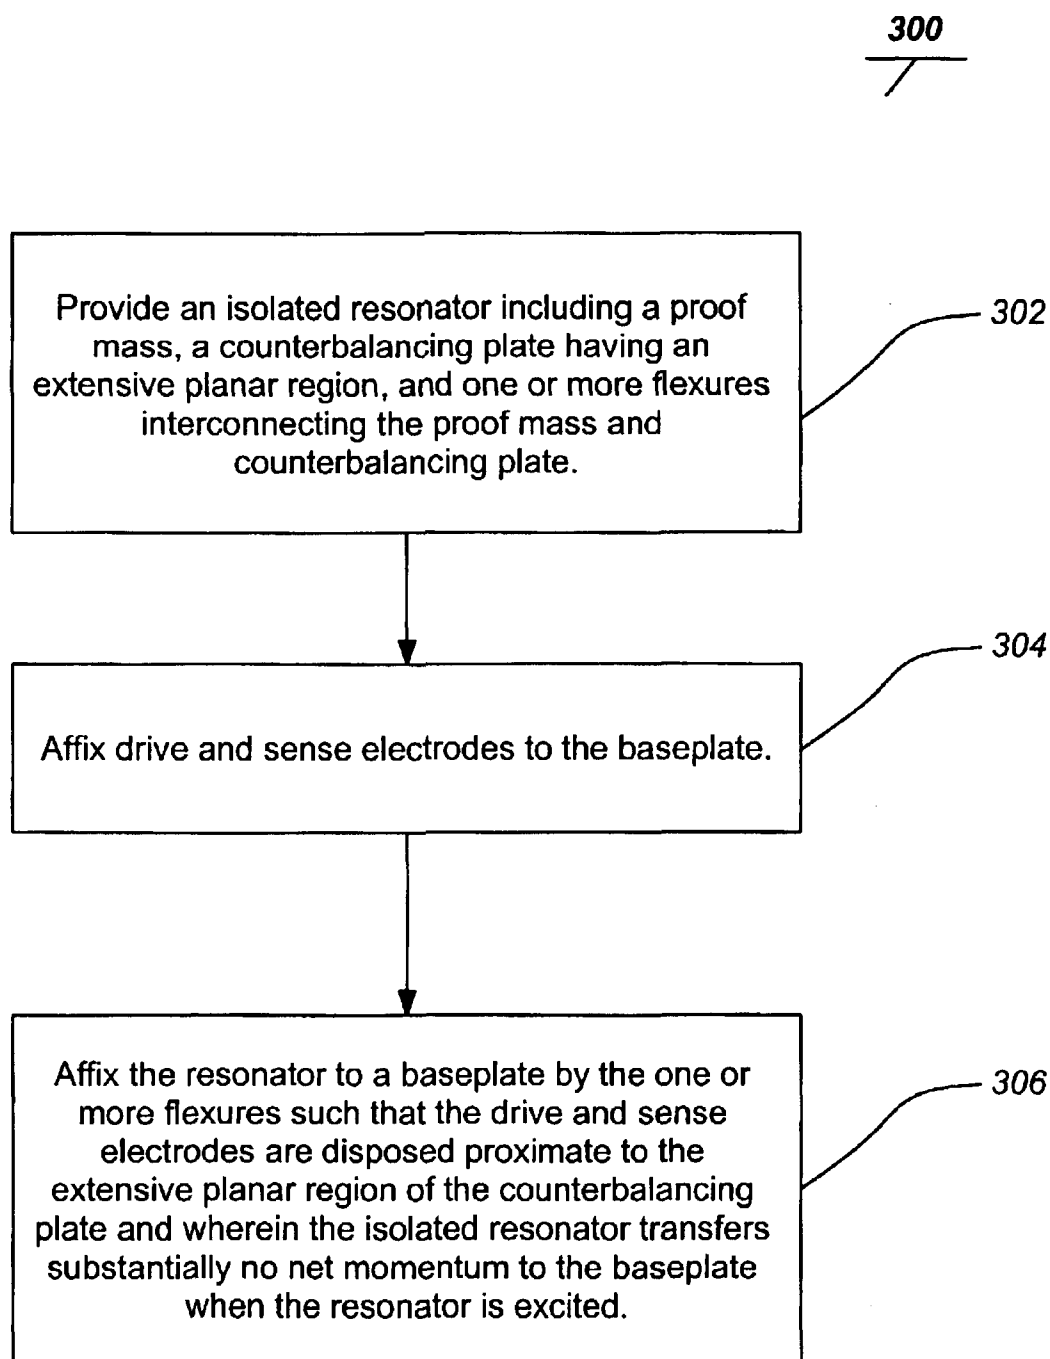 300
Provide an isolated resonator including a proof
mass, a counterbalancing plate having an
extensive planar region, and one or more flexures
interconnecting the proof mass and
counterbalancing plate.
302
Affix drive and sense electrodes to the baseplate.
304
Affix the resonator to a baseplate by the one or
more flexures such that the drive and sense
electrodes are disposed proximate to the
extensive planar region of the counterbalancing
plate and wherein the isolated resonator transfers
substantially no net momentum to the baseplate
when the resonator is excited.
306